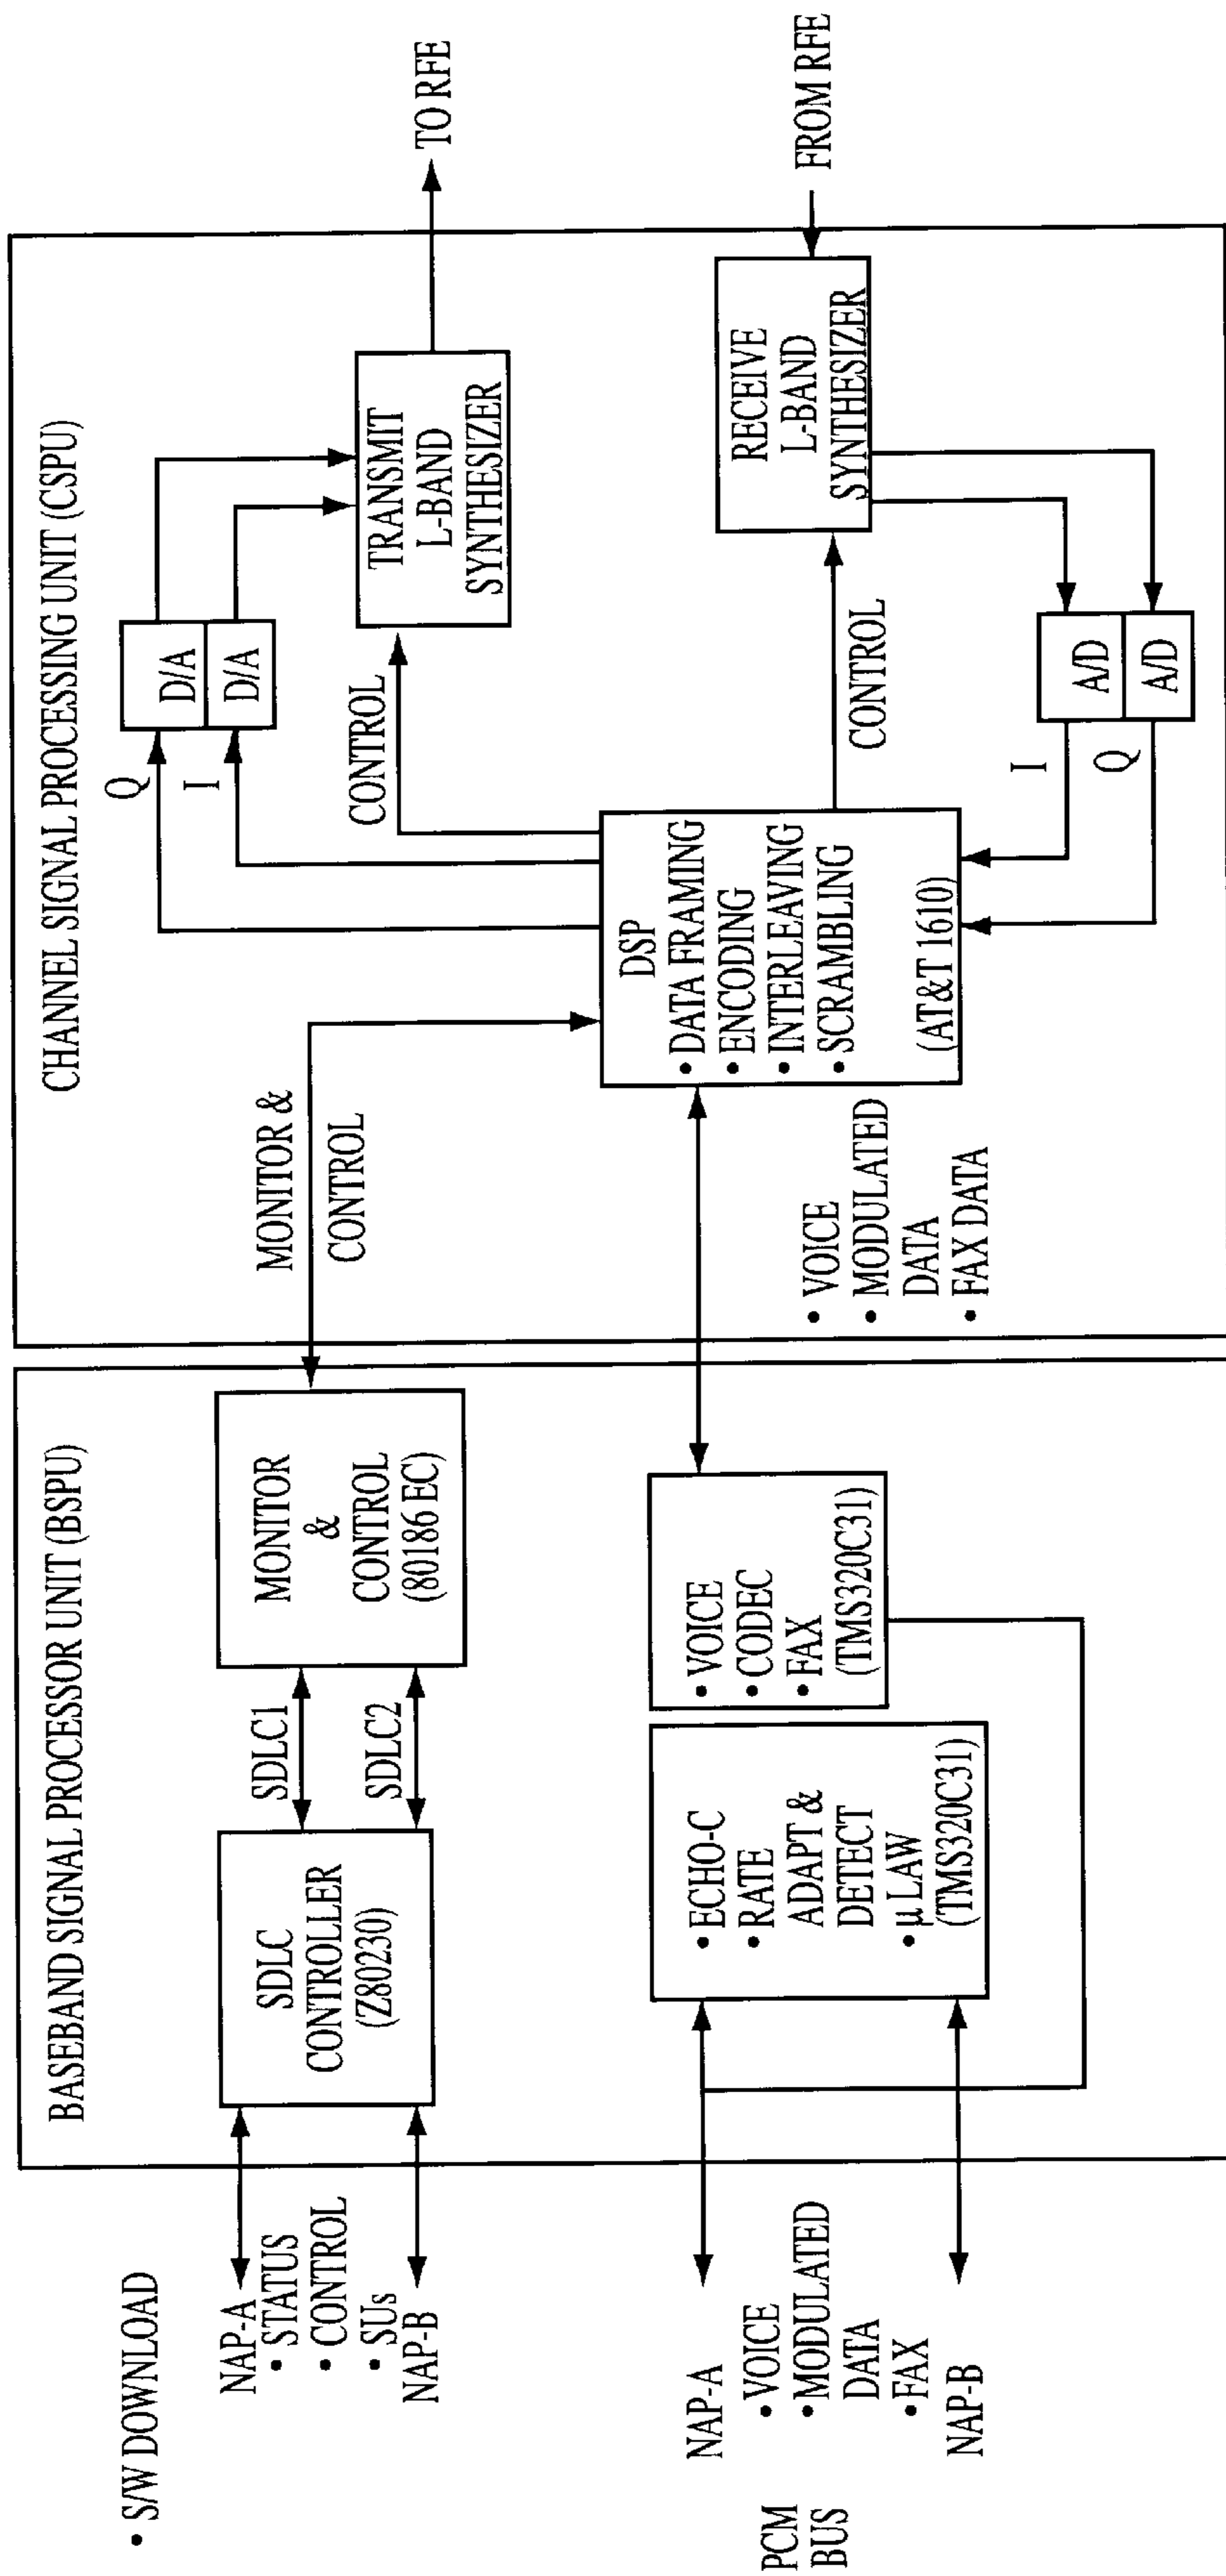 • S/W DOWNLOAD
NAP-A
• STATUS
• CONTROL
• SUs
NAP-B
PCM
BUS
NAP-A
• VOICE
• MODULATED
DATA
• FAX
NAP-B
BASEBAND SIGNAL PROCESSOR UNIT (BSPU)
SDLC
CONTROLLER
(Z80230)
SDLC1
SDLC2
MONITOR
&
CONTROL
(80186 EC)
• ECHO-C
• RATE
ADAPT &
DETECT
• μ LAW
(TMS320C31)
• VOICE
• CODEC
• FAX
(TMS320C31)
CHANNEL SIGNAL PROCESSING UNIT (CSPU)
MONITOR &
CONTROL
• VOICE
• MODULATED
DATA
• FAX DATA
DSP
• DATA FRAMING
• ENCODING
• INTERLEAVING
• SCRAMBLING
(AT&T 1610)
Q
I
D/A
D/A
CONTROL
TRANSMIT
L-BAND
SYNTHESIZER
TO RFE
CONTROL
I
Q
A/D
A/D
RECEIVE
L-BAND
SYNTHESIZER
FROM RFE